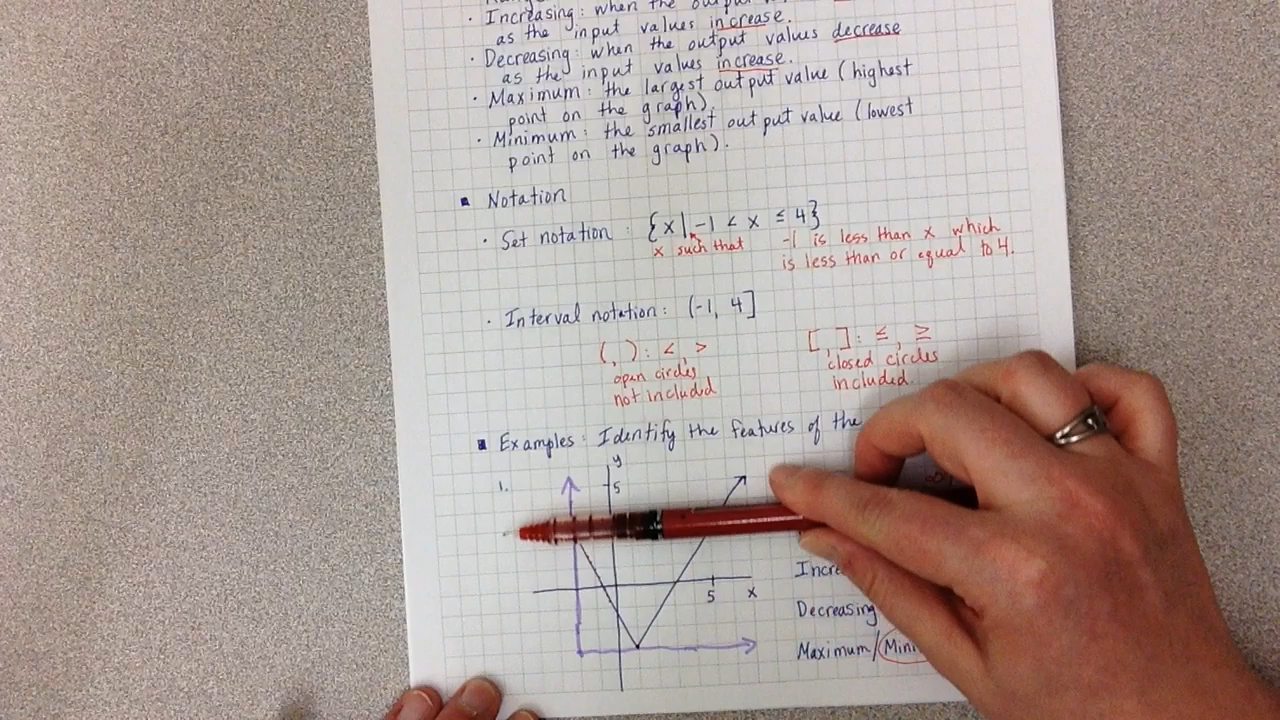 · Increasing: when the output
as the input values increase.
· Decreasing: when the output values decrease
as the input values increase.
· Maximum: the largest output value (highest
point on the graph).
· Minimum: the smallest output value (lowest
point on the graph).
▪ Notation
· Set notation: {x|-1 < x ≤ 4}
x such that
-1 is less than x which
is less than or equal to 4.
· Interval notation: (-1, 4]
( , ): < , >
open circles
not included
[ , ]: ≤ , ≥
closed circles
included
▪ Examples: Identify the features of the
1.
y
5
5
x
Decreasing
Maximum/